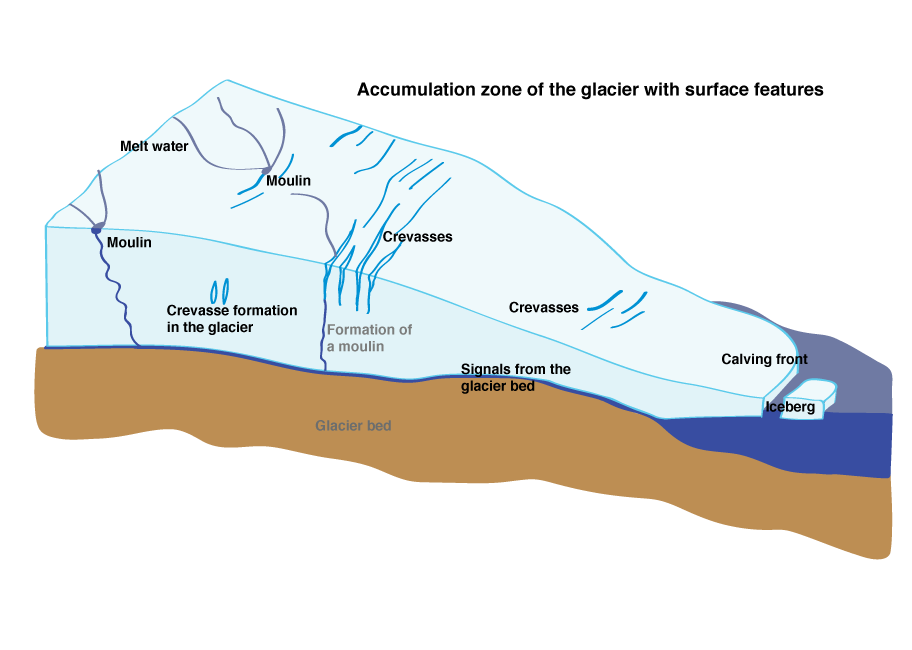 Accumulation zone of the glacier with surface features
Melt water
Moulin
Moulin
Crevasses
Crevasse formation
in the glacier
Crevasses
Formation of
a moulin
Calving front
Signals from the
glacier bed
Iceberg
Glacier bed